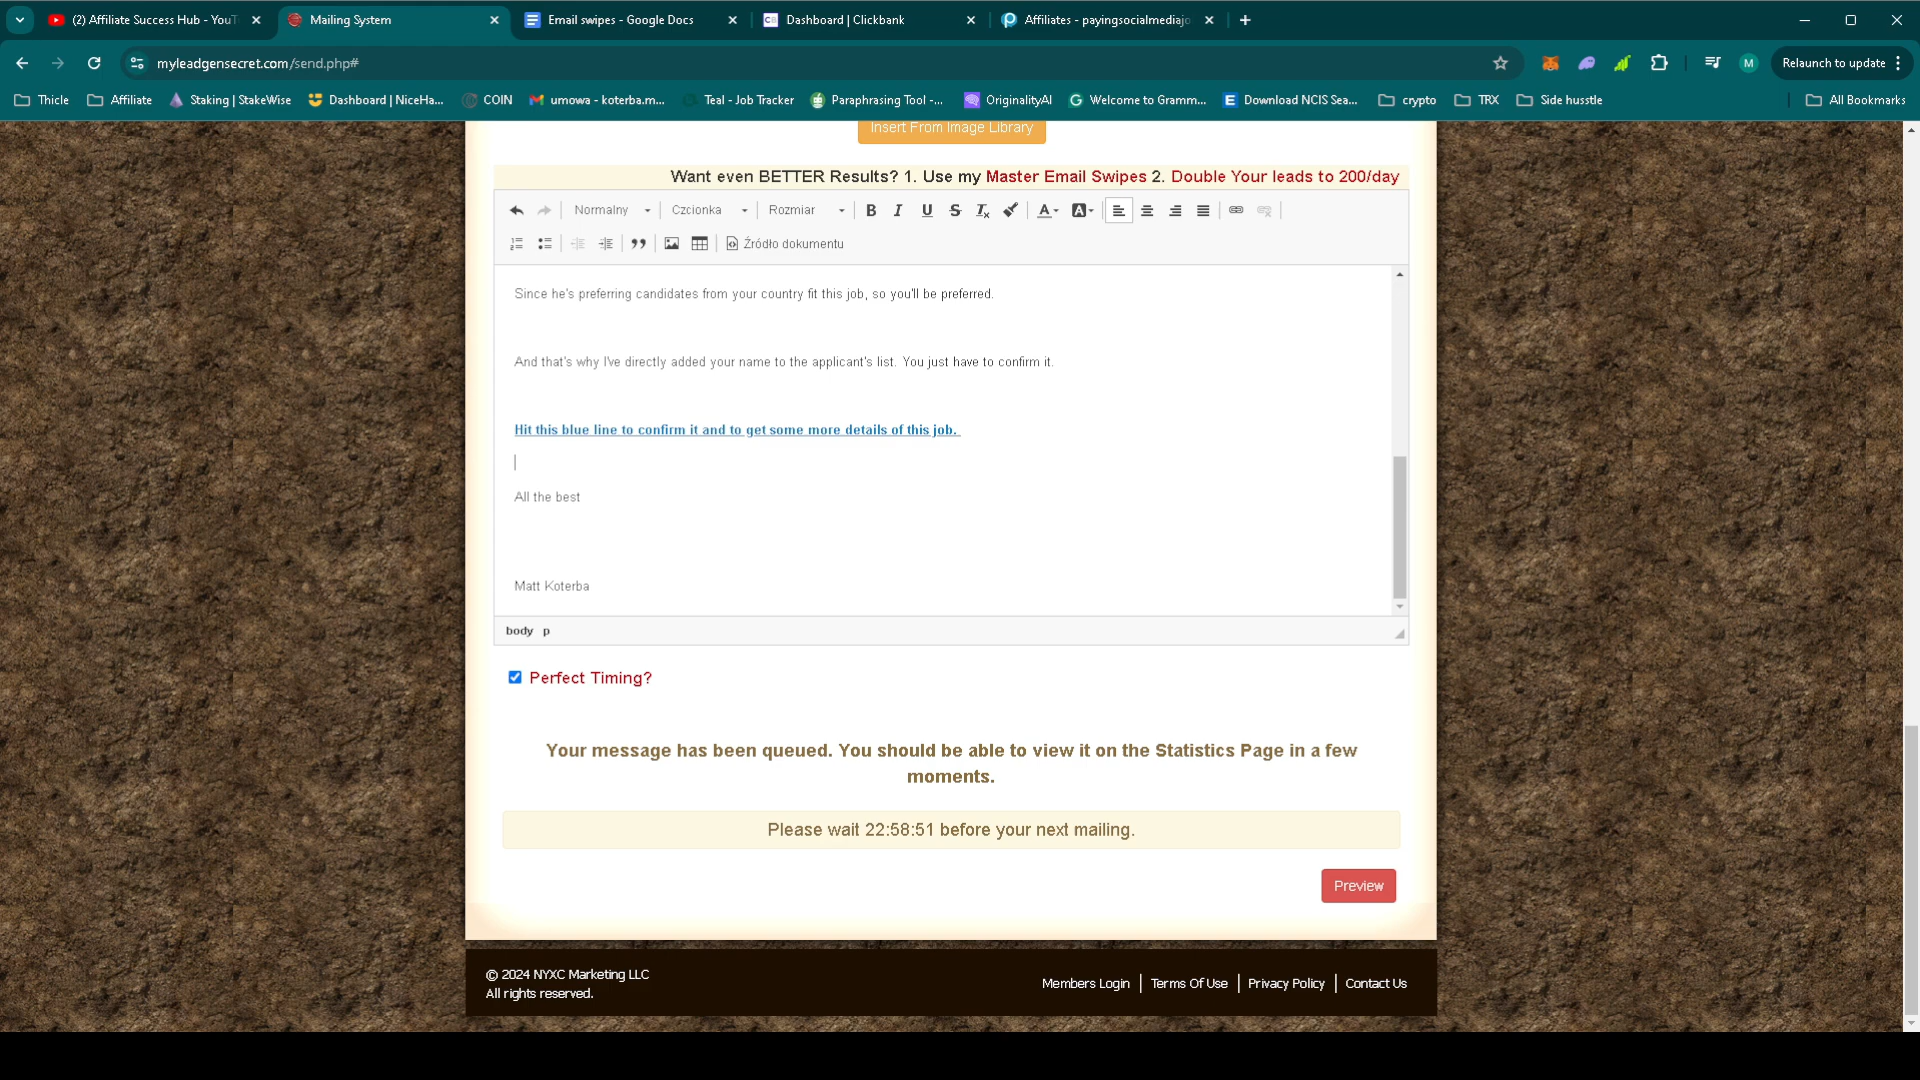 (2) Affiliate Success Hub - YouT
Mailing System
Email swipes - Google Docs
Dashboard | Clickbank
Affiliates - payingsocialmediajo
myleadgensecret.com/send.php#
M
Relaunch to update
Thicle
Affiliate
Staking | StakeWise
Dashboard | NiceHa...
COIN
umowa - koterba.m...
Teal - Job Tracker
Paraphrasing Tool -...
OriginalityAI
Welcome to Gramm...
Download NCIS Sea...
crypto
TRX
Side husstle
All Bookmarks
Insert From Image Library
Want even BETTER Results? 1. Use my Master Email Swipes 2. Double Your leads to 200/day
Normalny
Czcionka
Rozmiar
Źródło dokumentu
Since he's preferring candidates from your country fit this job, so you'll be preferred.
And that's why I've directly added your name to the applicant's list. You just have to confirm it.
Hit this blue line to confirm it and to get some more details of this job.
All the best
Matt Koterba
body p
Perfect Timing?
Your message has been queued. You should be able to view it on the Statistics Page in a few
moments.
Please wait 22:58:51 before your next mailing.
Preview
© 2024 NYXC Marketing LLC
All rights reserved.
Members Login | Terms Of Use | Privacy Policy | Contact Us